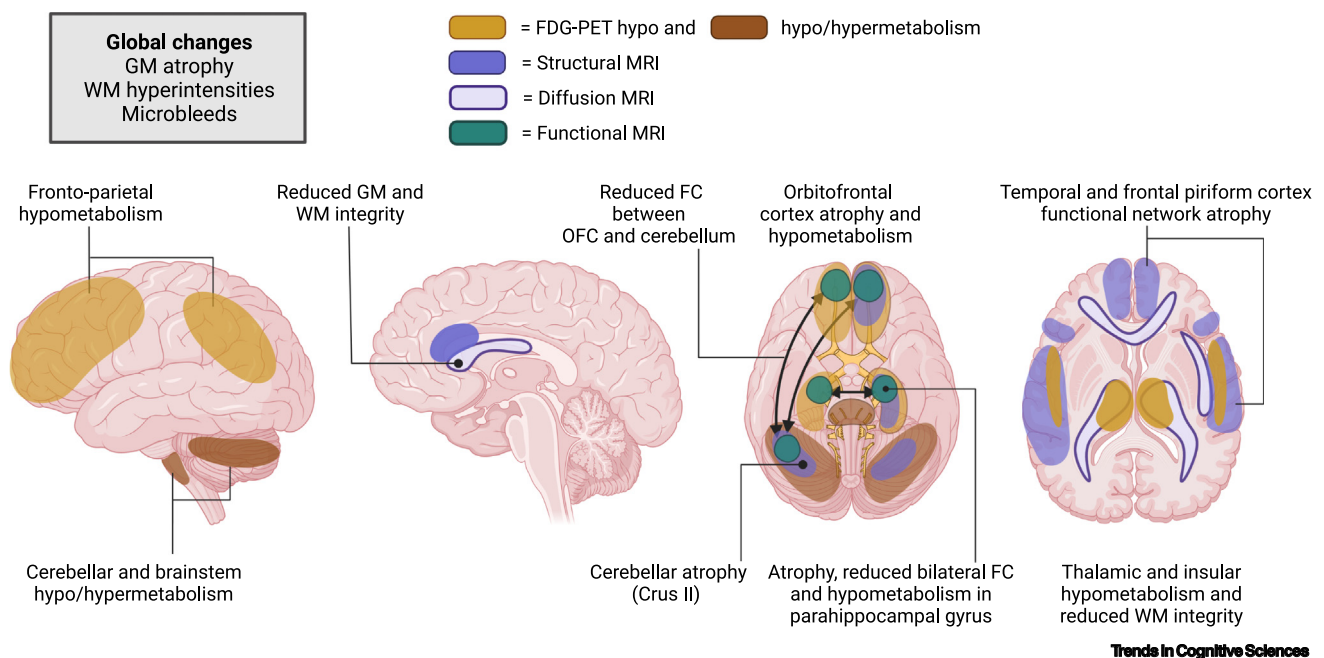 Global changes
GM atrophy
WM hyperintensities
Microbleeds
= FDG-PET hypo and
hypo/hypermetabolism
= Structural MRI
= Diffusion MRI
= Functional MRI
Fronto-parietal
hypometabolism
Reduced GM and
WM integrity
Reduced FC
between
OFC and cerebellum
Orbitofrontal
cortex atrophy and
hypometabolism
Temporal and frontal piriform cortex
functional network atrophy
Cerebellar and brainstem
hypo/hypermetabolism
Cerebellar atrophy
(Crus II)
Atrophy, reduced bilateral FC
and hypometabolism in
parahippocampal gyrus
Thalamic and insular
hypometabolism and
reduced WM integrity
Trends in Cognitive Sciences